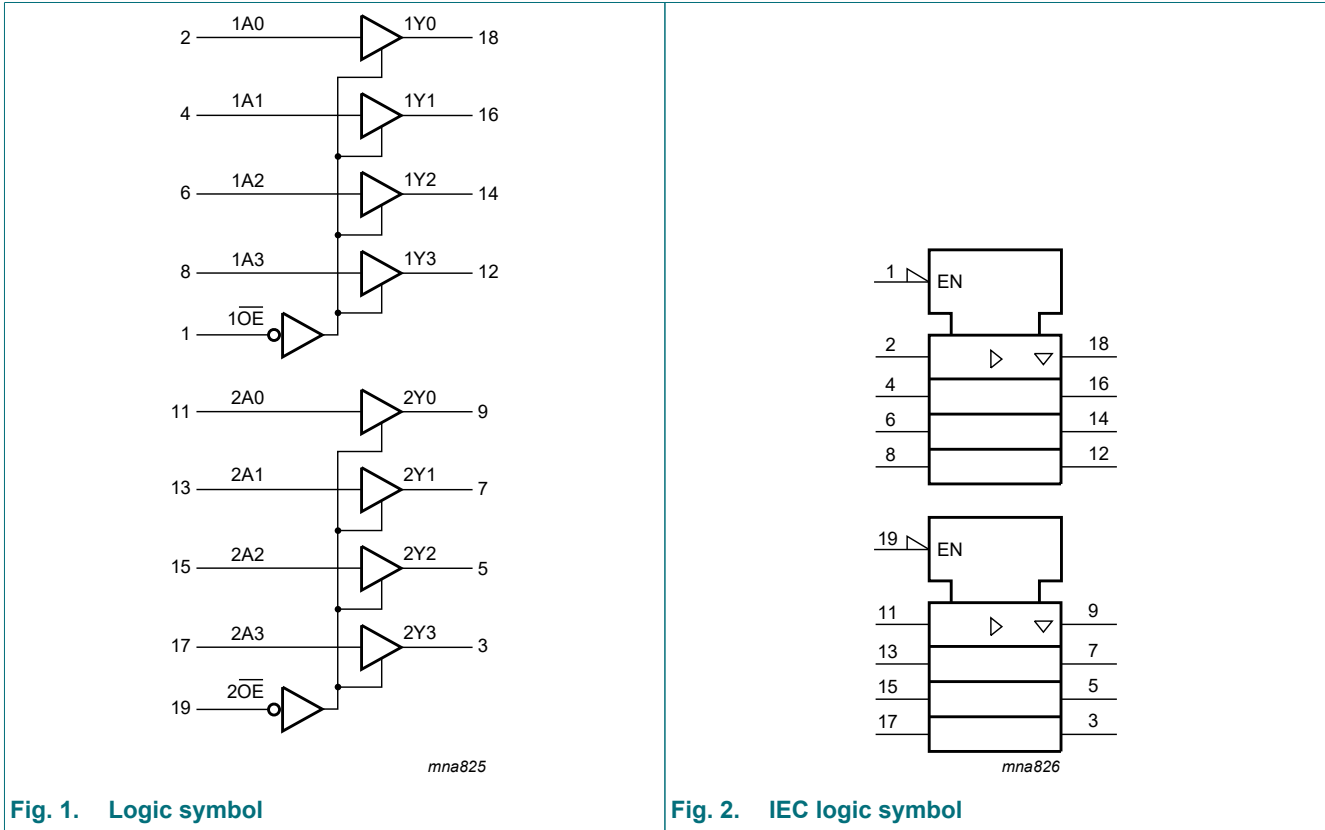 2 1A0 1Y0 18
4 1A1 1Y1 16
6 1A2 1Y2 14
8 1A3 1Y3 12
1 1O̅E̅
11 2A0 2Y0 9
13 2A1 2Y1 7
15 2A2 2Y2 5
17 2A3 2Y3 3
19 2O̅E̅
mna825
Fig. 1. Logic symbol
1 EN
2 18
4 16
6 14
8 12
19 EN
11 9
13 7
15 5
17 3
mna826
Fig. 2. IEC logic symbol